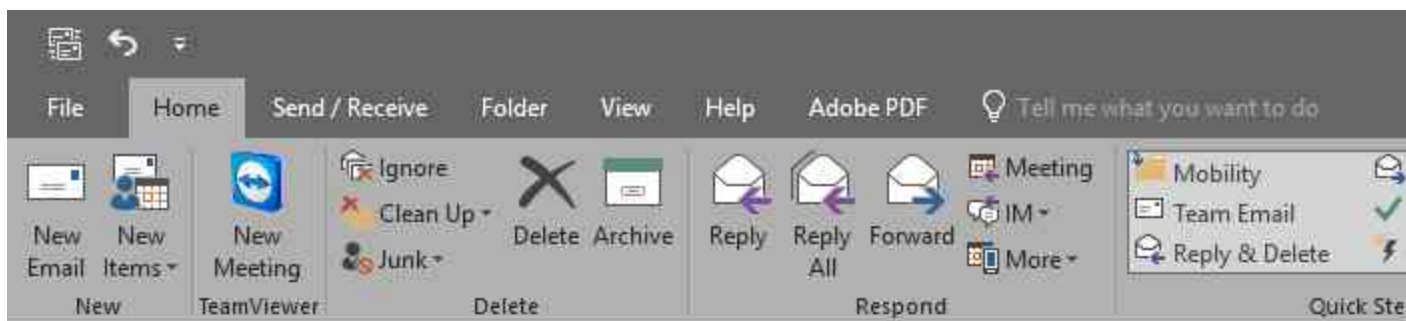 File Home Send / Receive Folder View Help Adobe PDF Tell me what you want to do
New Email
New Items
New Meeting
Ignore
Clean Up
Junk
Delete
Archive
Reply
Reply All
Forward
Meeting
IM
More
Mobility
Team Email
Reply & Delete
New TeamViewer Delete Respond Quick Ste